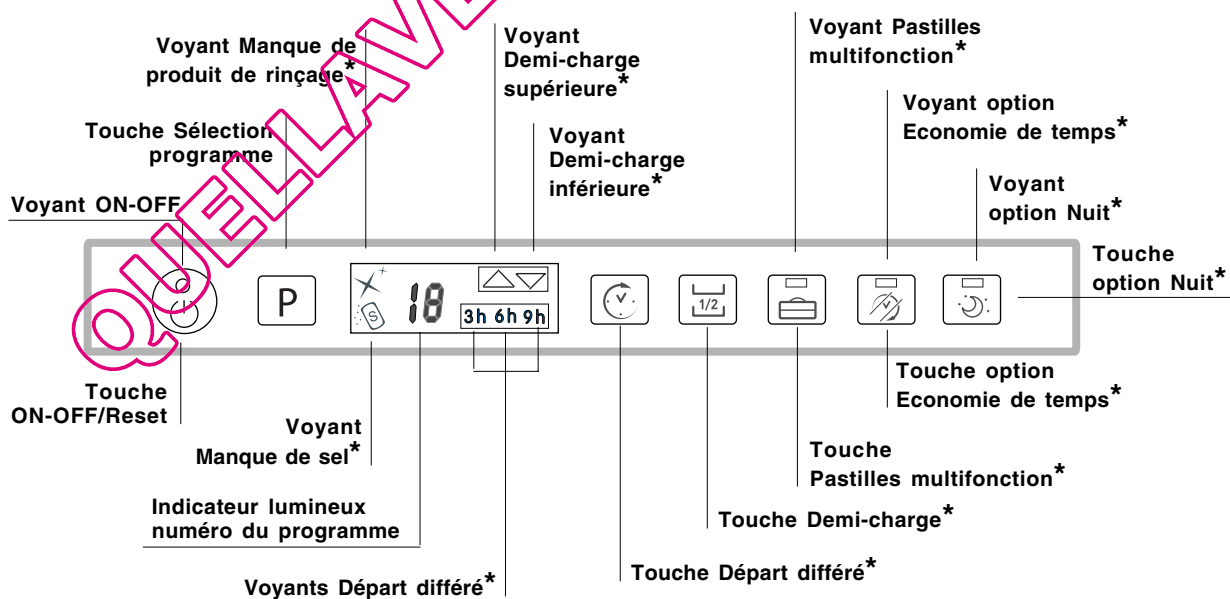 Voyant Manque de
produit de rinçage*
Voyant
Demi-charge
supérieure*
Voyant Pastilles
multifonction*
Voyant option
Economie de temps*
Touche Sélection
programme
Voyant
Demi-charge
inférieure*
Voyant
option Nuit*
Voyant ON-OFF
Touche
option Nuit*
P
S
18
3h 6h 9h
1/2
Touche
ON-OFF/Reset
Voyant
Manque de sel*
Indicateur lumineux
numéro du programme
Voyants Départ différé*
Touche Départ différé*
Touche Demi-charge*
Touche
Pastilles multifonction*
Touche option
Economie de temps*
QUELLAVE